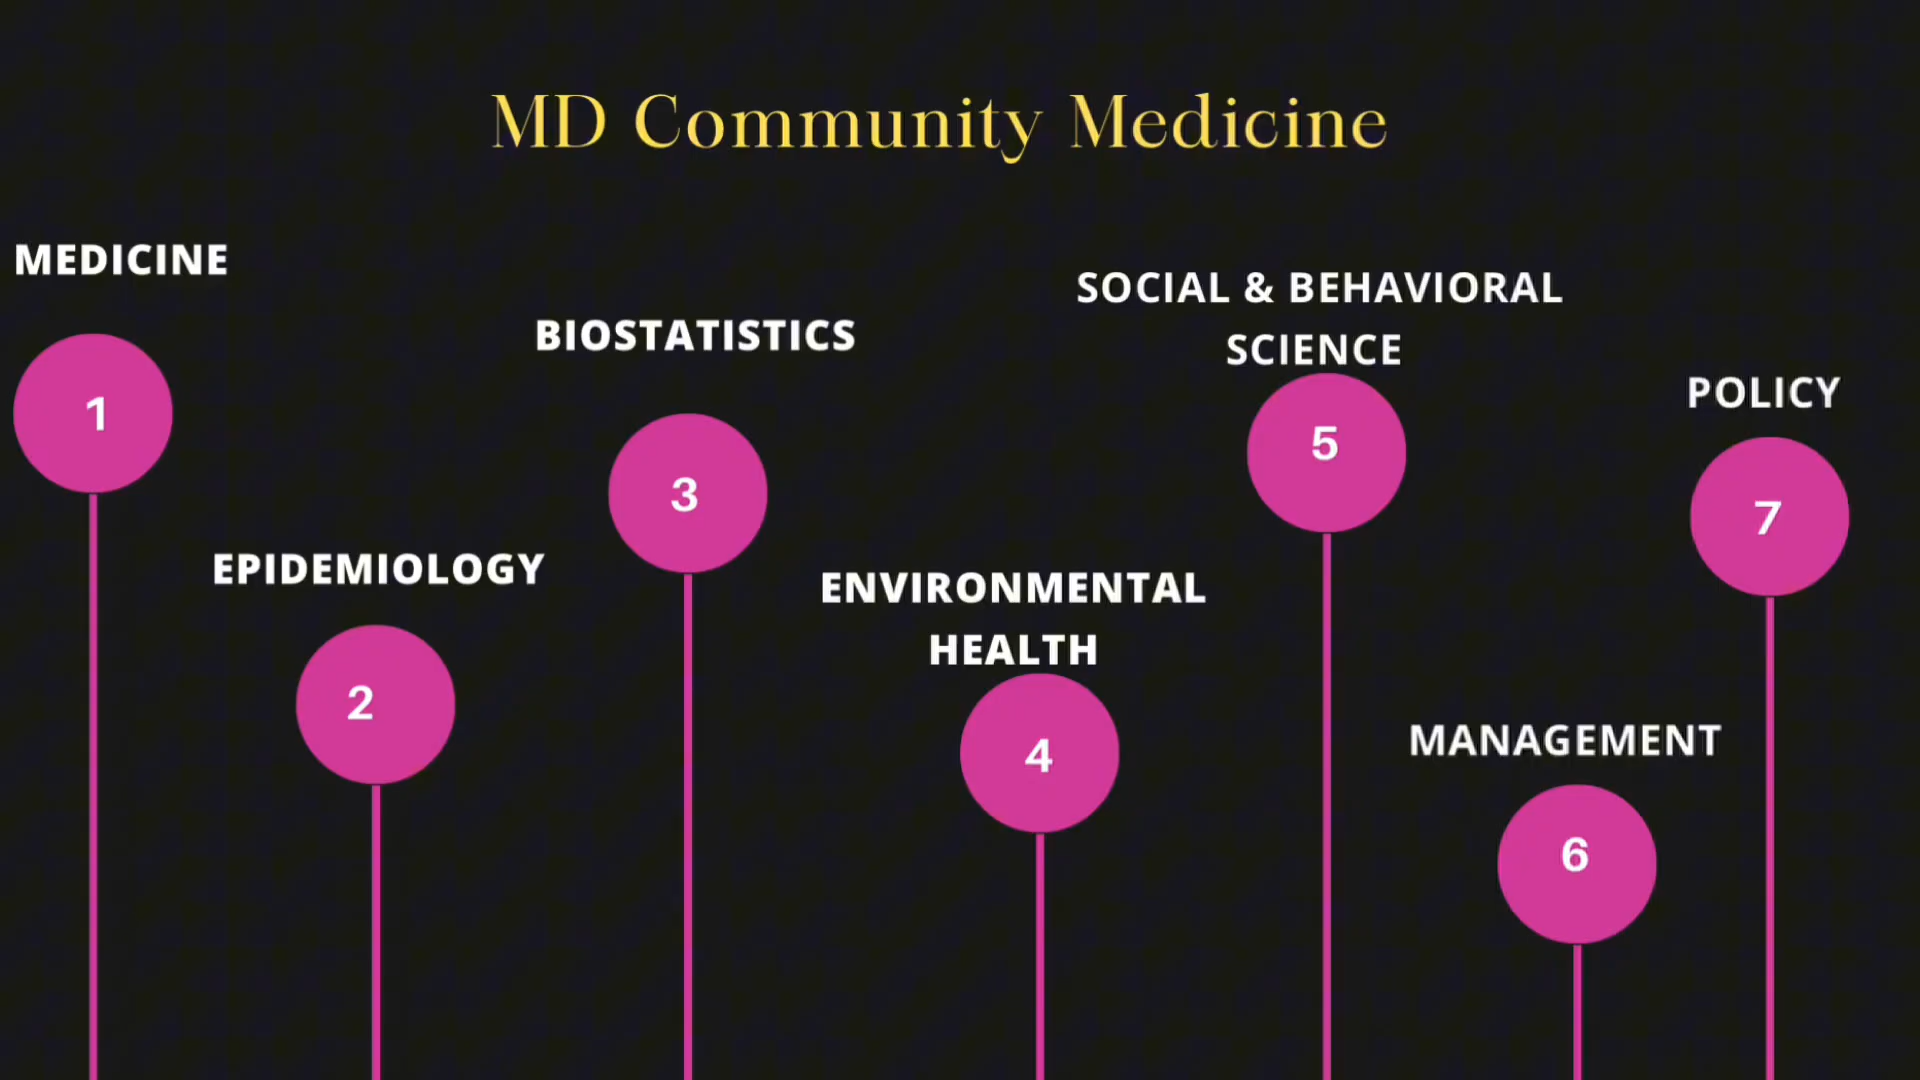 MD Community Medicine
MEDICINE
1
EPIDEMIOLOGY
2
BIOSTATISTICS
3
ENVIRONMENTAL
HEALTH
4
SOCIAL & BEHAVIORAL
SCIENCE
5
MANAGEMENT
6
POLICY
7